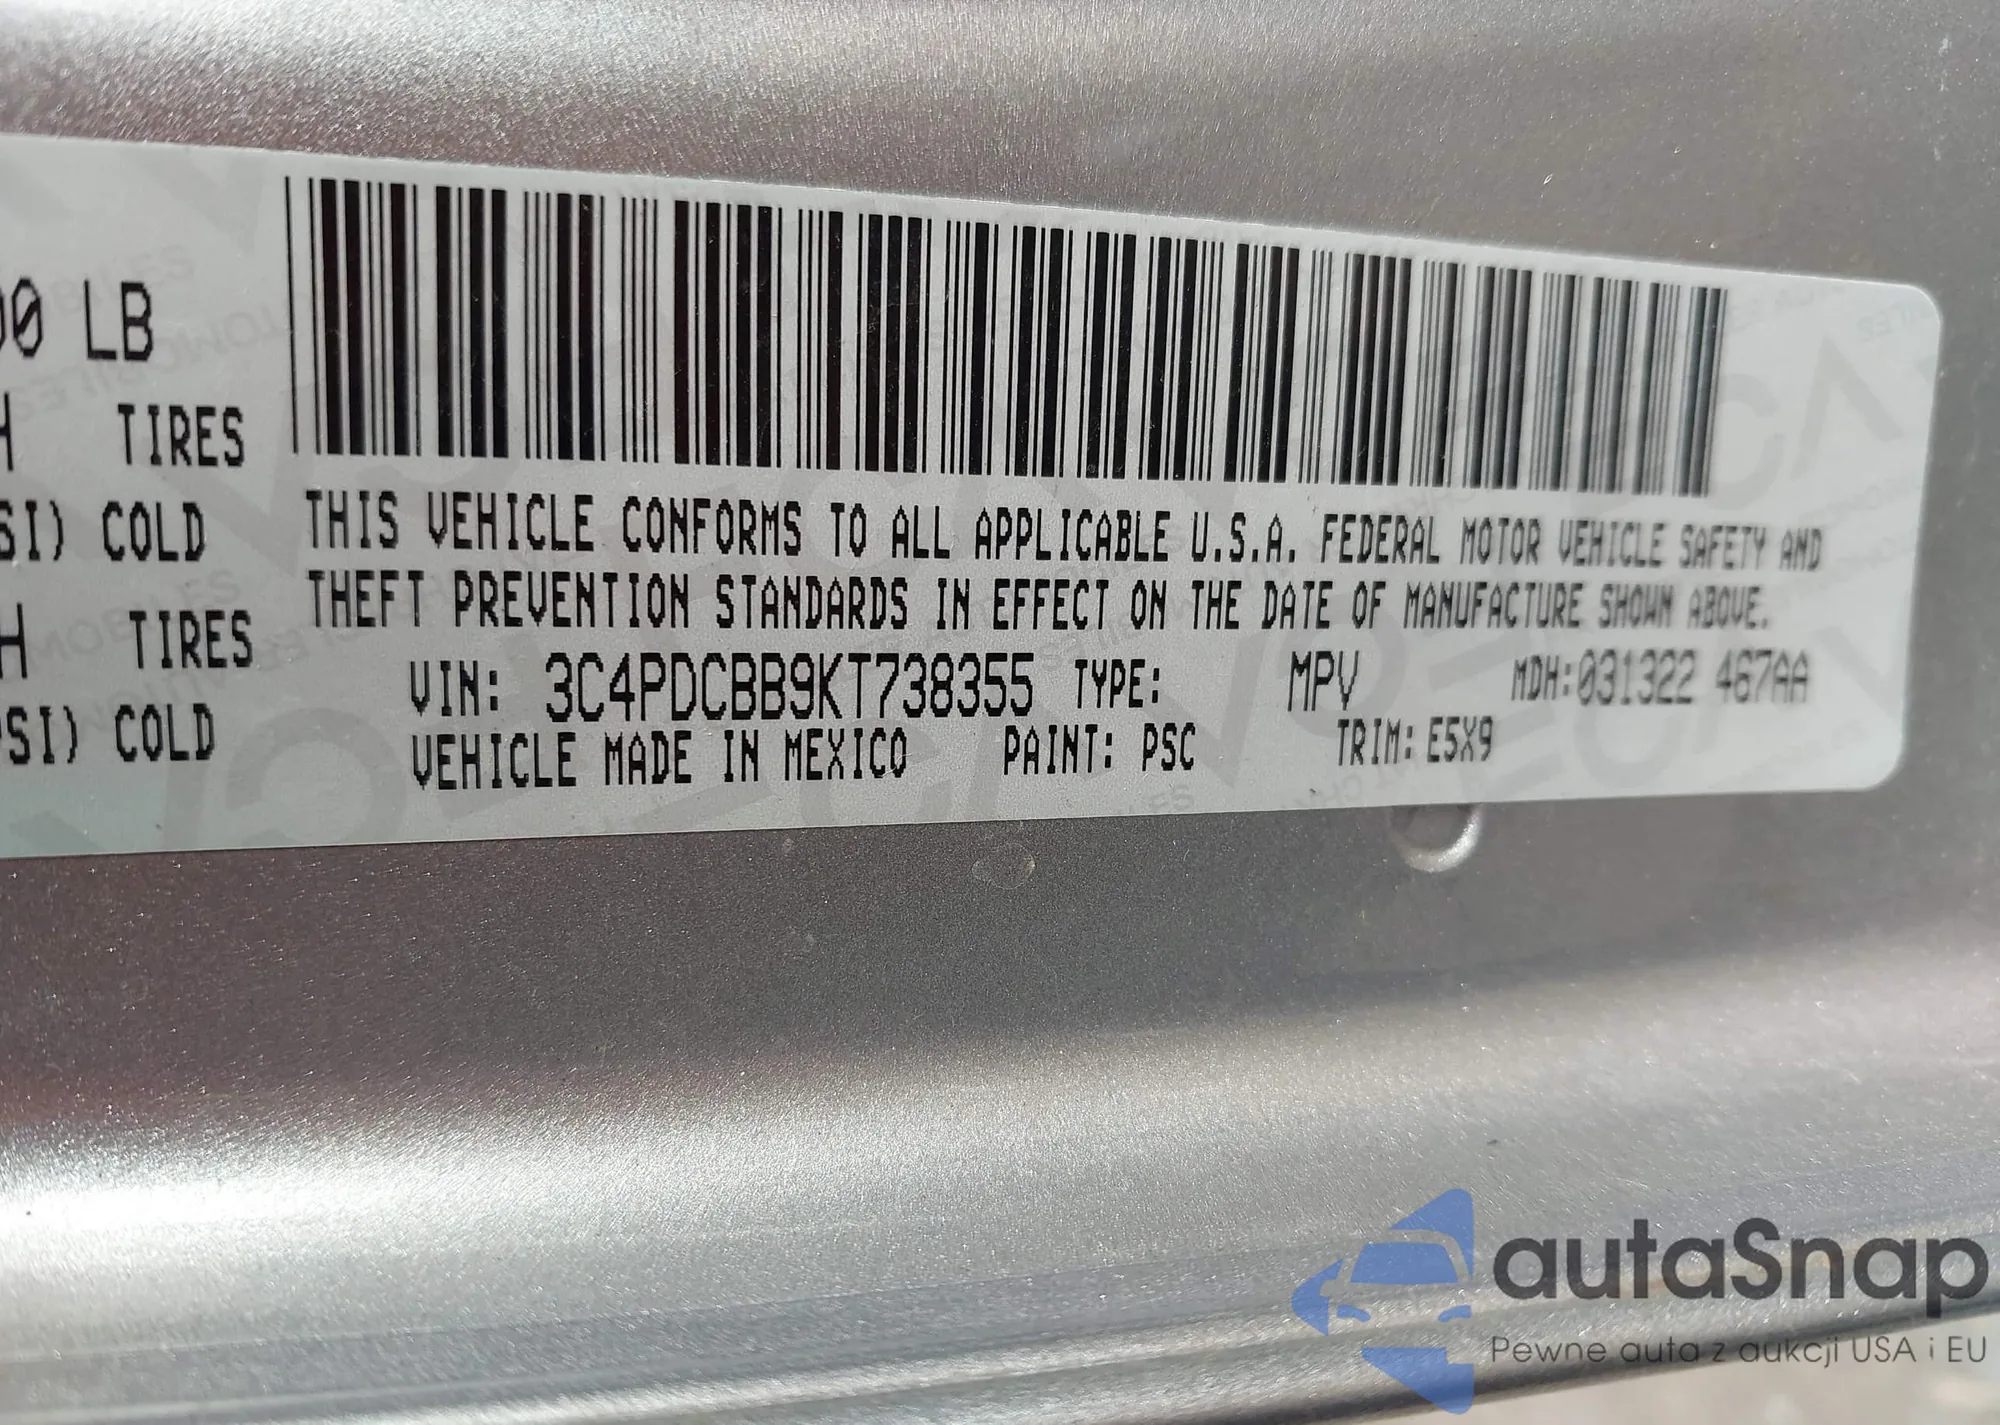 00 LB
H TIRES
SI) COLD
H TIRES
PSI) COLD
THIS VEHICLE CONFORMS TO ALL APPLICABLE U.S.A. FEDERAL MOTOR VEHICLE SAFETY AND
THEFT PREVENTION STANDARDS IN EFFECT ON THE DATE OF MANUFACTURE SHOWN ABOVE.
VIN: 3C4PDCBB9KT738355 TYPE: MPV MDH:031322 467AA
VEHICLE MADE IN MEXICO PAINT: PSC TRIM: E5X9
autaSnap
Pewne auta z aukcji USA i EU